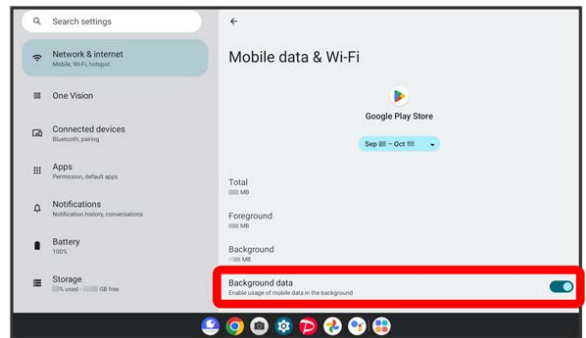 Search settings
Network & internet
Mobile, Wi-Fi, hotspot
One Vision
Connected devices
Bluetooth, pairing
Apps
Permission, default apps
Notifications
Notification history, conversations
Battery
100%
Storage
% used - GB free
Mobile data & Wi-Fi
Google Play Store
Sep – Oct
Total
MB
Foreground
MB
Background
MB
Background data
Enable usage of mobile data in the background